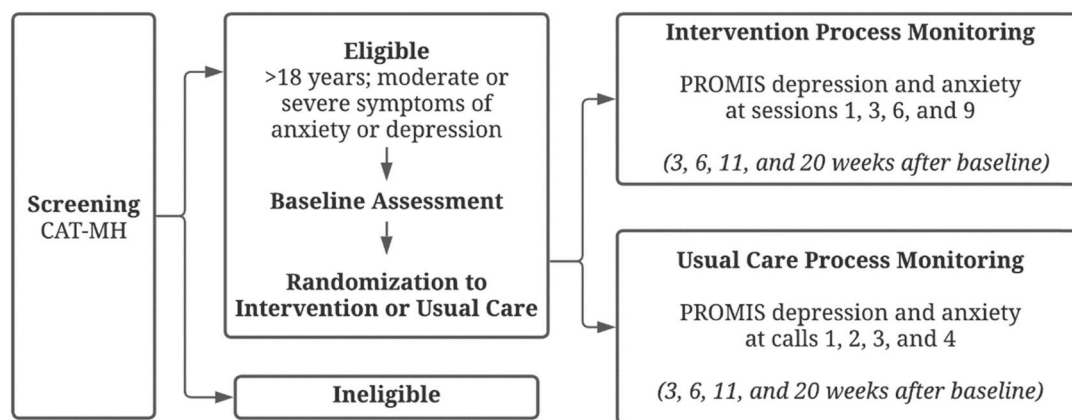 Screening
CAT-MH
Eligible
>18 years; moderate or
severe symptoms of
anxiety or depression
Baseline Assessment
Randomization to
Intervention or Usual Care
Ineligible
Intervention Process Monitoring
PROMIS depression and anxiety
at sessions 1, 3, 6, and 9
(3, 6, 11, and 20 weeks after baseline)
Usual Care Process Monitoring
PROMIS depression and anxiety
at calls 1, 2, 3, and 4
(3, 6, 11, and 20 weeks after baseline)